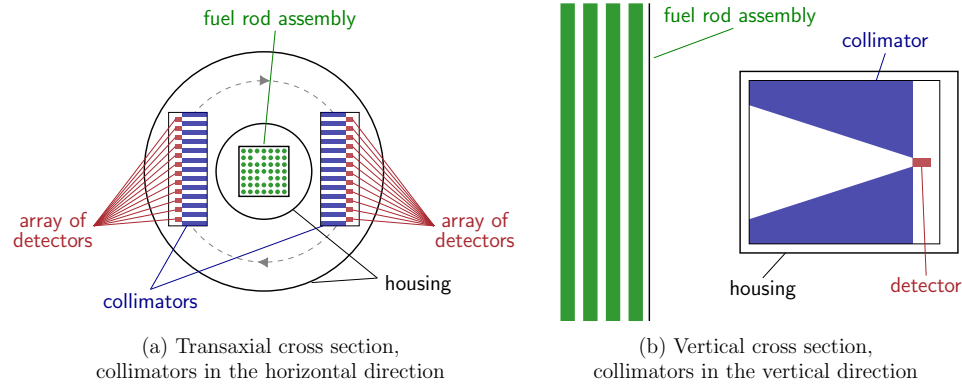 fuel rod assembly
array of
detectors
array of
detectors
housing
collimators
(a) Transaxial cross section,
collimators in the horizontal direction
fuel rod assembly
collimator
housing
detector
(b) Vertical cross section,
collimators in the vertical direction